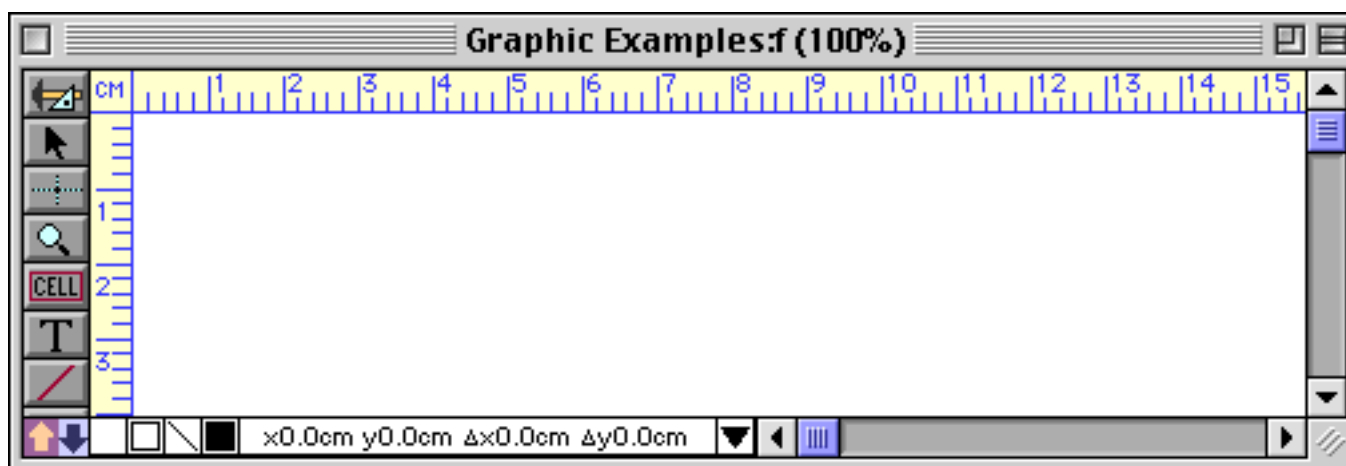 Graphic Examples:f (100%)
CM 1 2 3 4 5 6 7 8 9 10 11 12 13 14 15
1
CELL 2
T
3
x0.0cm y0.0cm Δx0.0cm Δy0.0cm